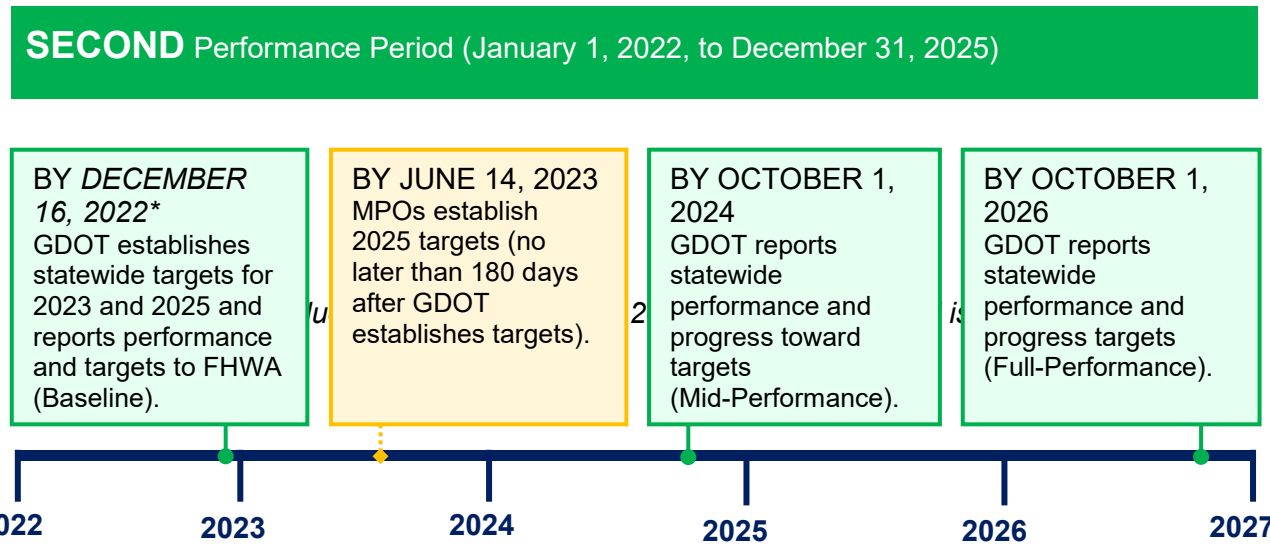 SECOND Performance Period (January 1, 2022, to December 31, 2025)
BY DECEMBER
16, 2022*
GDOT establishes
statewide targets for
2023 and 2025 and
reports performance
and targets to FHWA
(Baseline).
BY JUNE 14, 2023
MPOs establish
2025 targets (no
later than 180 days
after GDOT
establishes targets).
BY OCTOBER 1,
2024
GDOT reports
statewide
performance and
progress toward
targets
(Mid-Performance).
BY OCTOBER 1,
2026
GDOT reports
statewide
performance and
progress targets
(Full-Performance).
2023
2024
2025
2026
2027